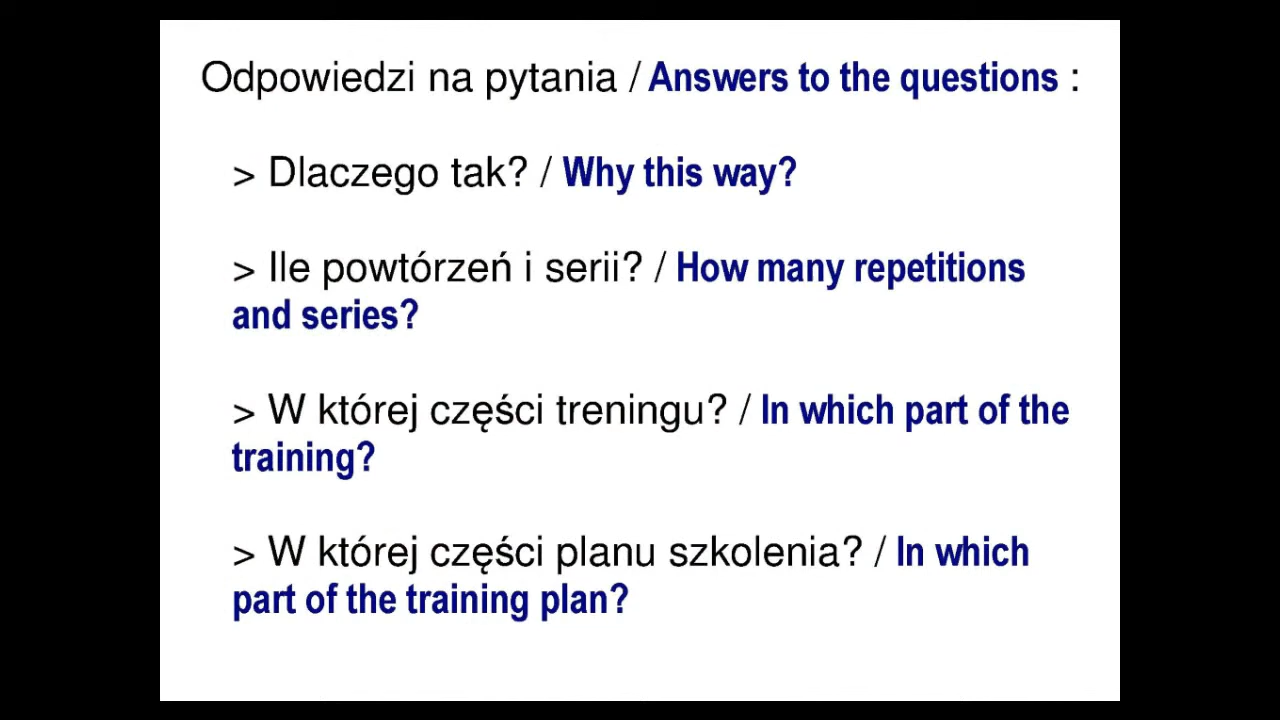 Odpowiedzi na pytania / Answers to the questions :
> Dlaczego tak? / Why this way?
> Ile powtórzeń i serii? / How many repetitions
and series?
> W której części treningu? / In which part of the
training?
> W której części planu szkolenia? / In which
part of the training plan?